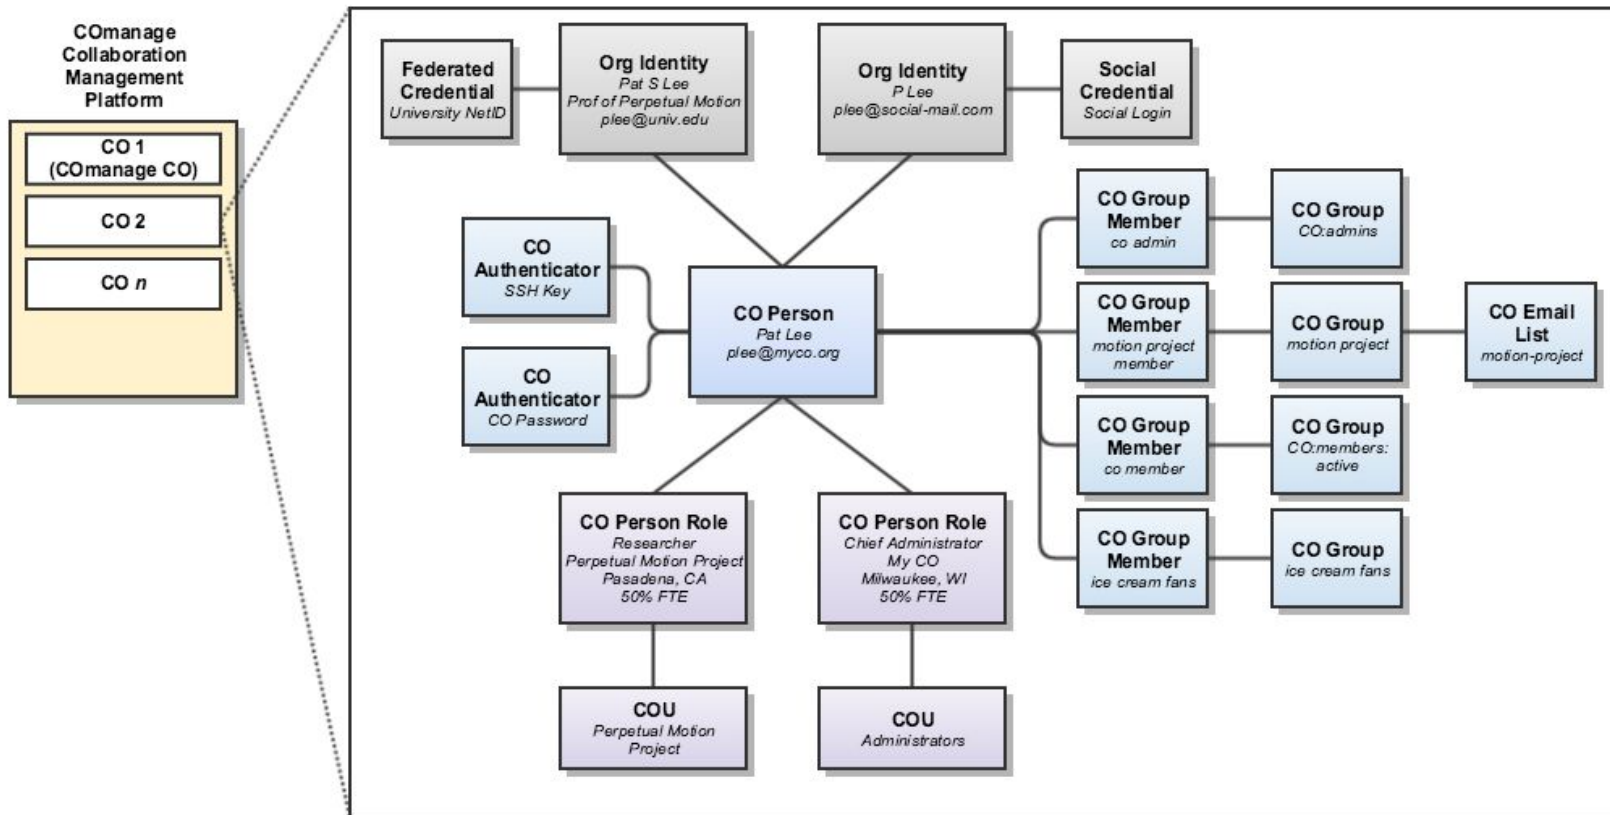 COmanage
Collaboration
Management
Platform
CO 1
(COmanage CO)
CO 2
CO n
Federated
Credential
University NetID
Org Identity
Pat S Lee
Prof of Perpetual Motion
plee@univ.edu
Org Identity
P Lee
plee@social-mail.com
Social
Credential
Social Login
CO
Authenticator
SSH Key
CO
Authenticator
CO Password
CO Person
Pat Lee
plee@myco.org
CO Group
Member
co admin
CO Group
CO:admins
CO Group
Member
motion project
member
CO Group
motion project
CO Email
List
motion-project
CO Group
Member
co member
CO Group
CO:members:
active
CO Group
Member
ice cream fans
CO Group
ice cream fans
CO Person Role
Researcher
Perpetual Motion Project
Pasadena, CA
50% FTE
CO Person Role
Chief Administrator
My CO
Milwaukee, WI
50% FTE
COU
Perpetual Motion
Project
COU
Administrators